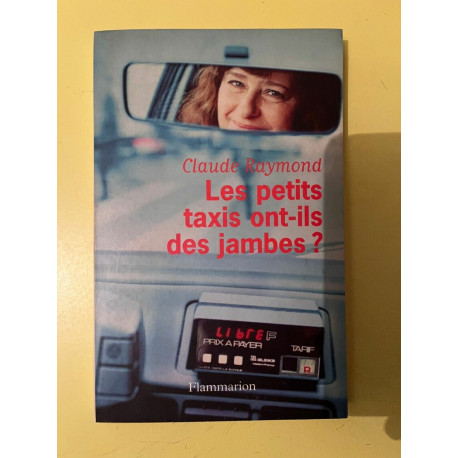 Claude Raymond
Les petits
taxis ont-ils
des jambes ?
LIBRE F
PRIX A PAYER
TARIF
Flammarion